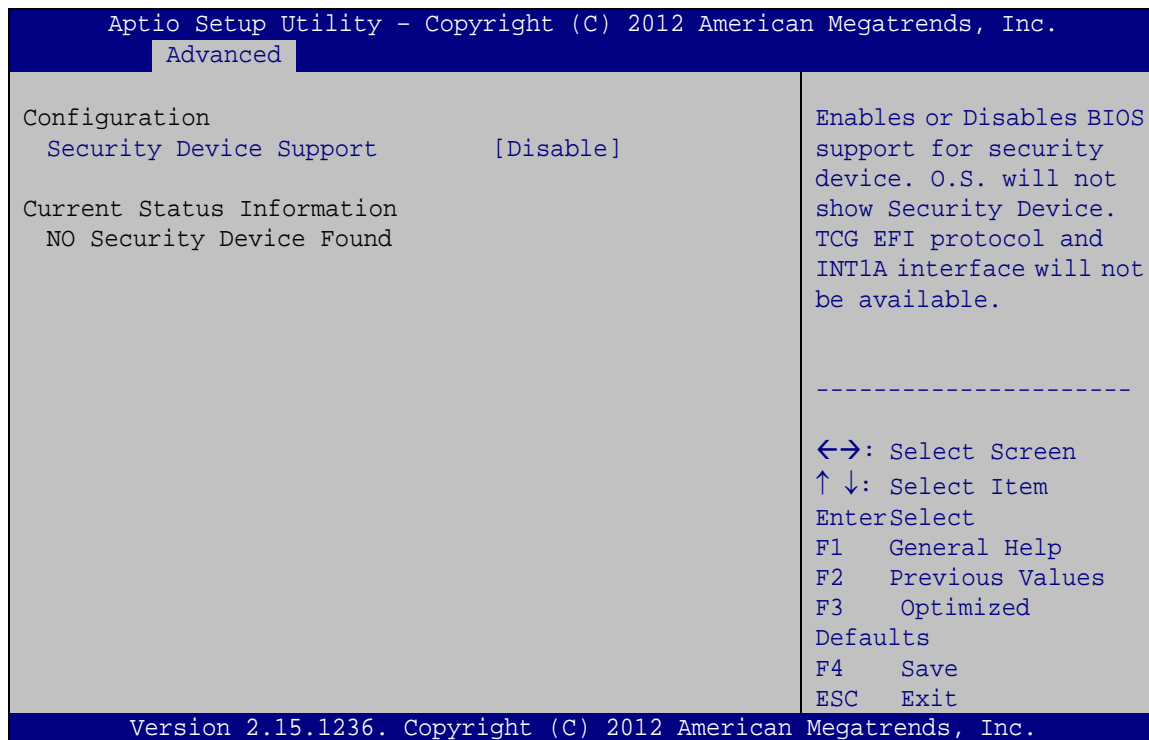 Aptio Setup Utility – Copyright (C) 2012 American Megatrends, Inc.
Advanced
Configuration
Security Device Support [Disable]
Current Status Information
NO Security Device Found
Enables or Disables BIOS
support for security
device. O.S. will not
show Security Device.
TCG EFI protocol and
INT1A interface will not
be available.
----------------------
←→: Select Screen
↑ ↓: Select Item
EnterSelect
F1 General Help
F2 Previous Values
F3 Optimized
Defaults
F4 Save
ESC Exit
Version 2.15.1236. Copyright (C) 2012 American Megatrends, Inc.